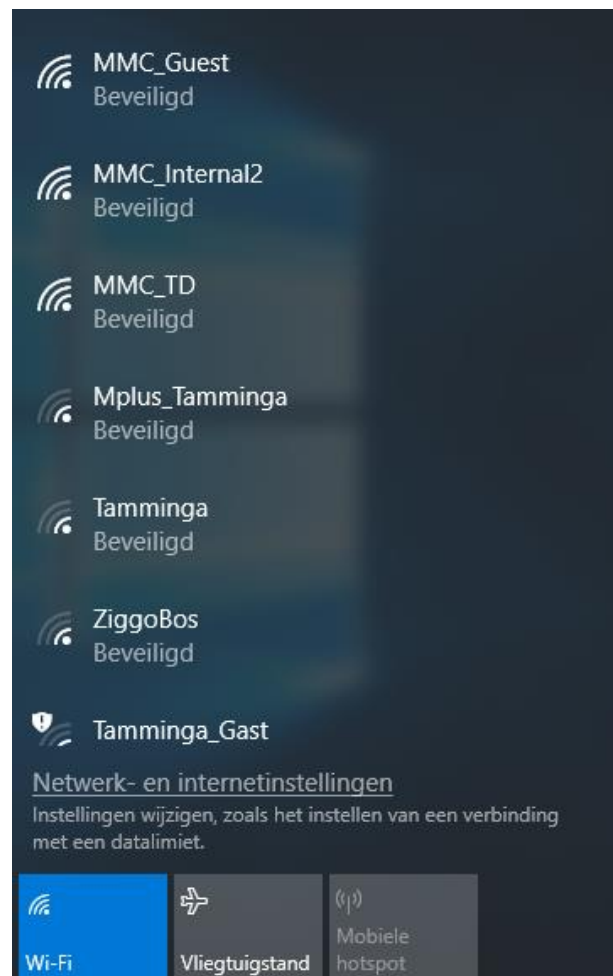 MMC_Guest
Beveiligd
MMC_Internal2
Beveiligd
MMC_TD
Beveiligd
Mplus_Tamminga
Beveiligd
Tamminga
Beveiligd
ZiggoBos
Beveiligd
Tamminga_Gast
Netwerk- en internetinstellingen
Instellingen wijzigen, zoals het instellen van een verbinding
met een datalimiet.
Wi-Fi
Vliegtuigstand
Mobiele
hotspot